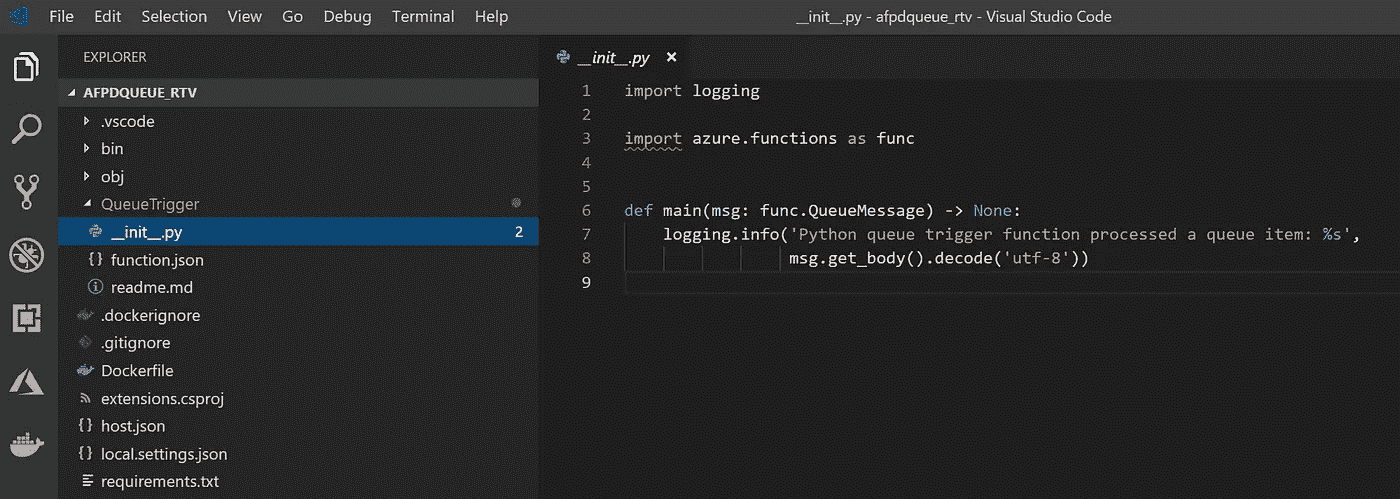 File Edit Selection View Go Debug Terminal Help
__init__.py - afpdqueue_rtv - Visual Studio Code
EXPLORER
AFPDQUEUE_RTV
.vscode
bin
obj
QueueTrigger
__init__.py 2
function.json
readme.md
.dockerignore
.gitignore
Dockerfile
extensions.csproj
host.json
local.settings.json
requirements.txt
__init__.py
1 import logging
2
3 import azure.functions as func
4
5
6 def main(msg: func.QueueMessage) -> None:
7     logging.info('Python queue trigger function processed a queue item: %s',
8                  msg.get_body().decode('utf-8'))
9